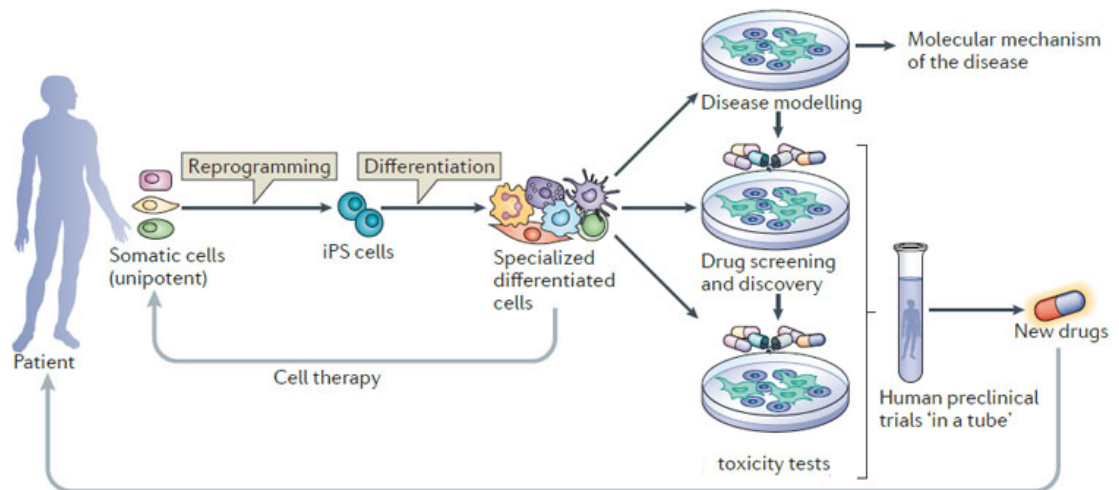 Molecular mechanism
of the disease
Disease modelling
Reprogramming
Differentiation
Somatic cells
(unipotent)
iPS cells
Specialized
differentiated
cells
Drug screening
and discovery
New drugs
Patient
Cell therapy
Human preclinical
trials ‘in a tube’
toxicity tests